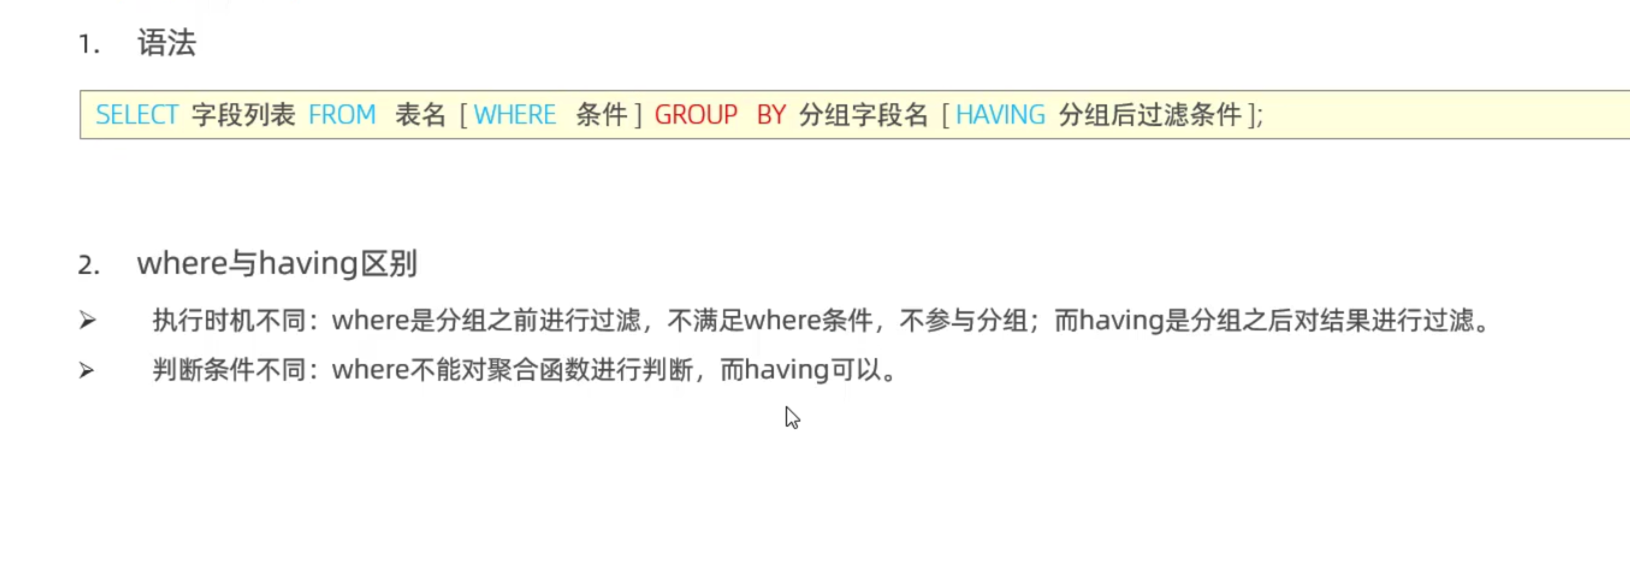 1. 语法
SELECT 字段列表 FROM 表名 [ WHERE 条件 ] GROUP BY 分组字段名 [ HAVING 分组后过滤条件 ];
2. where与having区别
➢ 执行时机不同：where是分组之前进行过滤，不满足where条件，不参与分组；而having是分组之后对结果进行过滤。
➢ 判断条件不同：where不能对聚合函数进行判断，而having可以。